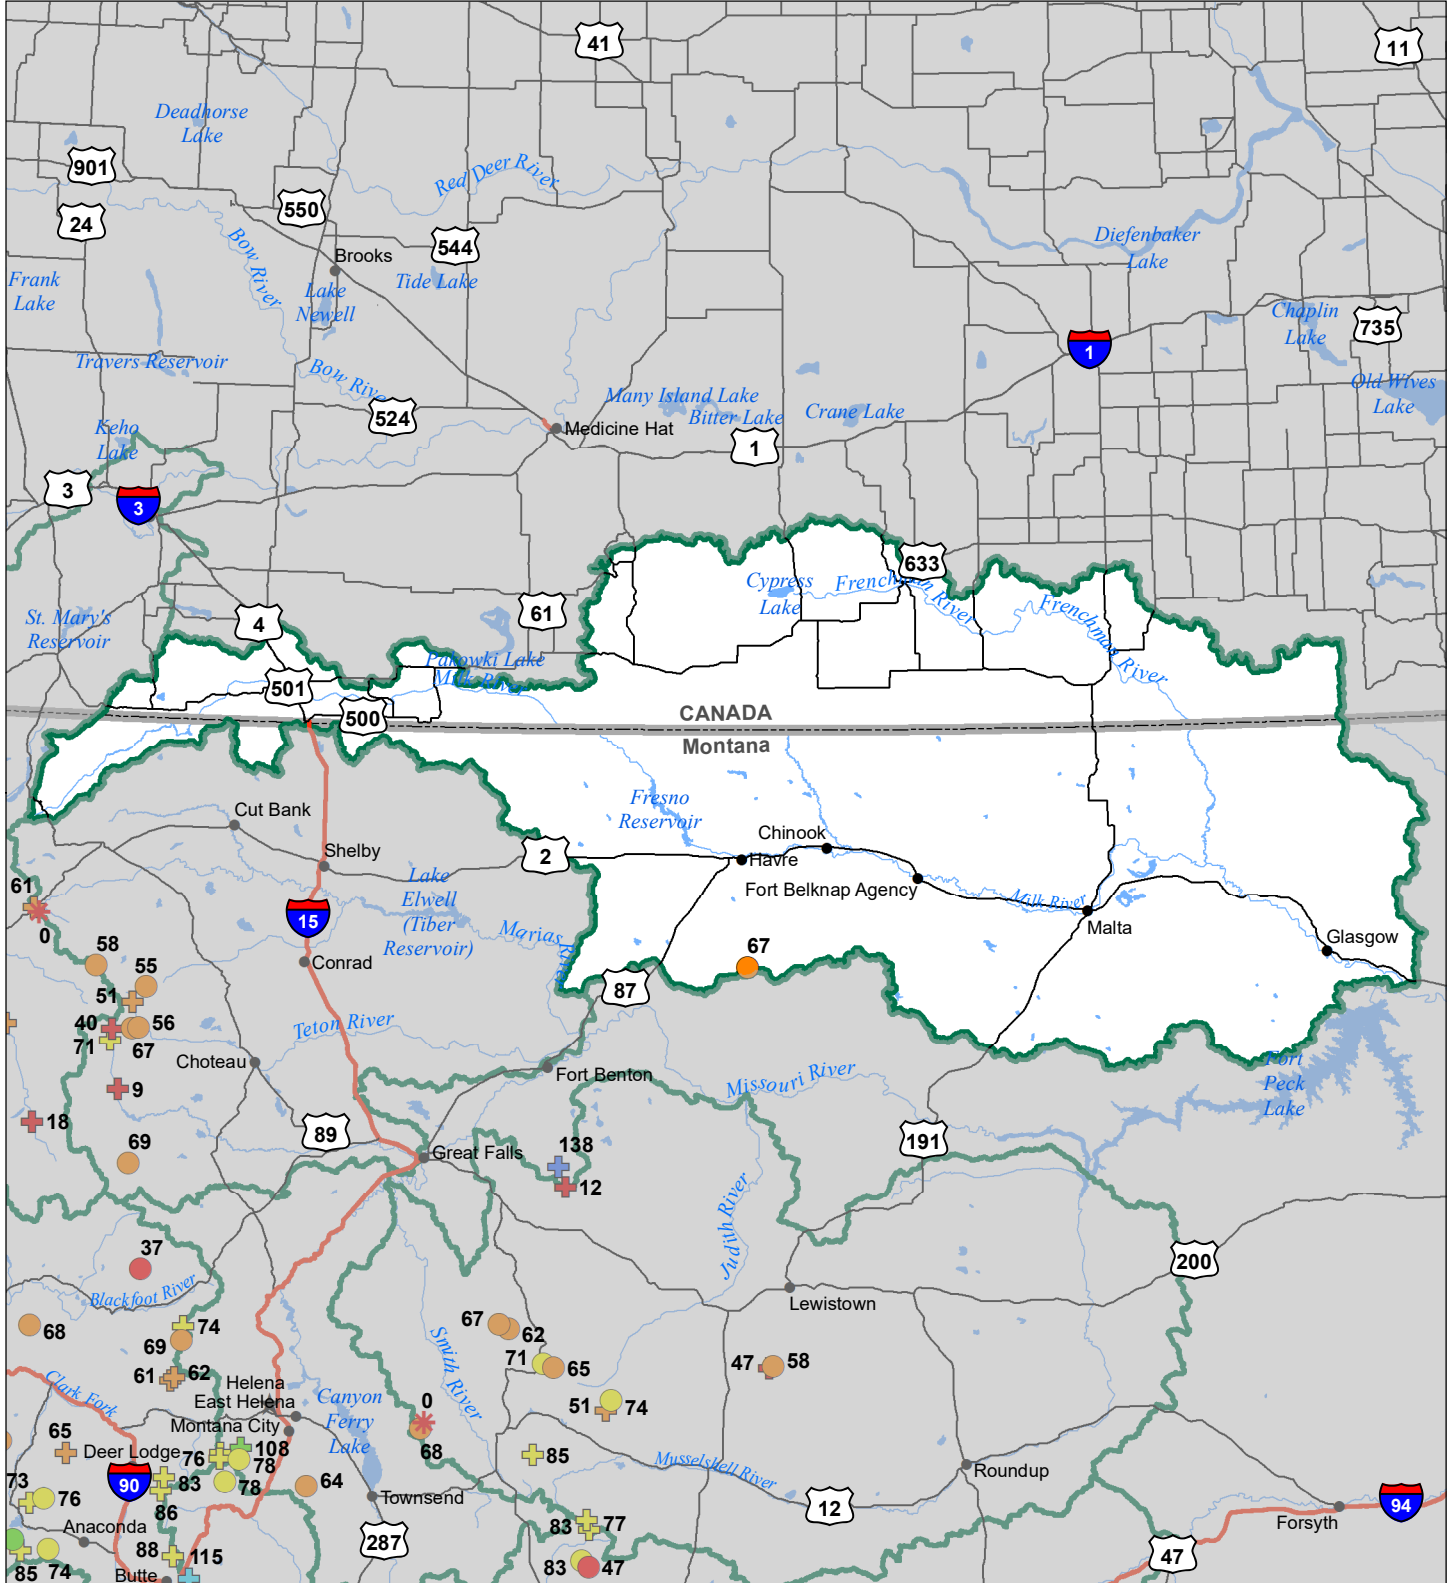 41
11
Deadhorse
Lake
901
Red Deer River
550
24
Bow River
544
Diefenbaker
Lake
Brooks
Frank
Lake
Tide Lake
Lake
Newell
Chaplin
Lake
735
1
Travers Reservoir
Bow River
Many Island Lake
Old Wives
Lake
524
Bitter Lake
Crane Lake
Keho
Lake
Medicine Hat
1
3
3
633
Cypress
Lake
Frenchman River
61
Frenchman River
St. Mary's
Reservoir
4
Pakowki Lake
Milk River
501
500
CANADA
Montana
Fresno
Reservoir
Cut Bank
Chinook
Shelby
2
Havre
Lake
Elwell
(Tiber
Reservoir)
Fort Belknap Agency
61
Milk River
15
Marias River
Malta
0
Glasgow
58
Conrad
67
55
87
51
40
56
Teton River
71
67
Choteau
Fort Benton
Missouri River
Fort
Peck
Lake
9
18
89
191
138
69
Great Falls
12
Judith River
37
200
Blackfoot River
Lewistown
68
74
67
62
69
Smith River
71
65
47
58
61
62
Clark Fork
Helena
East Helena
Canyon
Ferry
Lake
0
51
74
Montana City
65
Deer Lodge
108
76
78
68
85
Musselshell River
Roundup
73
76
90
83
78
64
86
Townsend
12
94
Forsyth
Anaconda
83
77
287
88
115
47
85
74
Butte
83
47